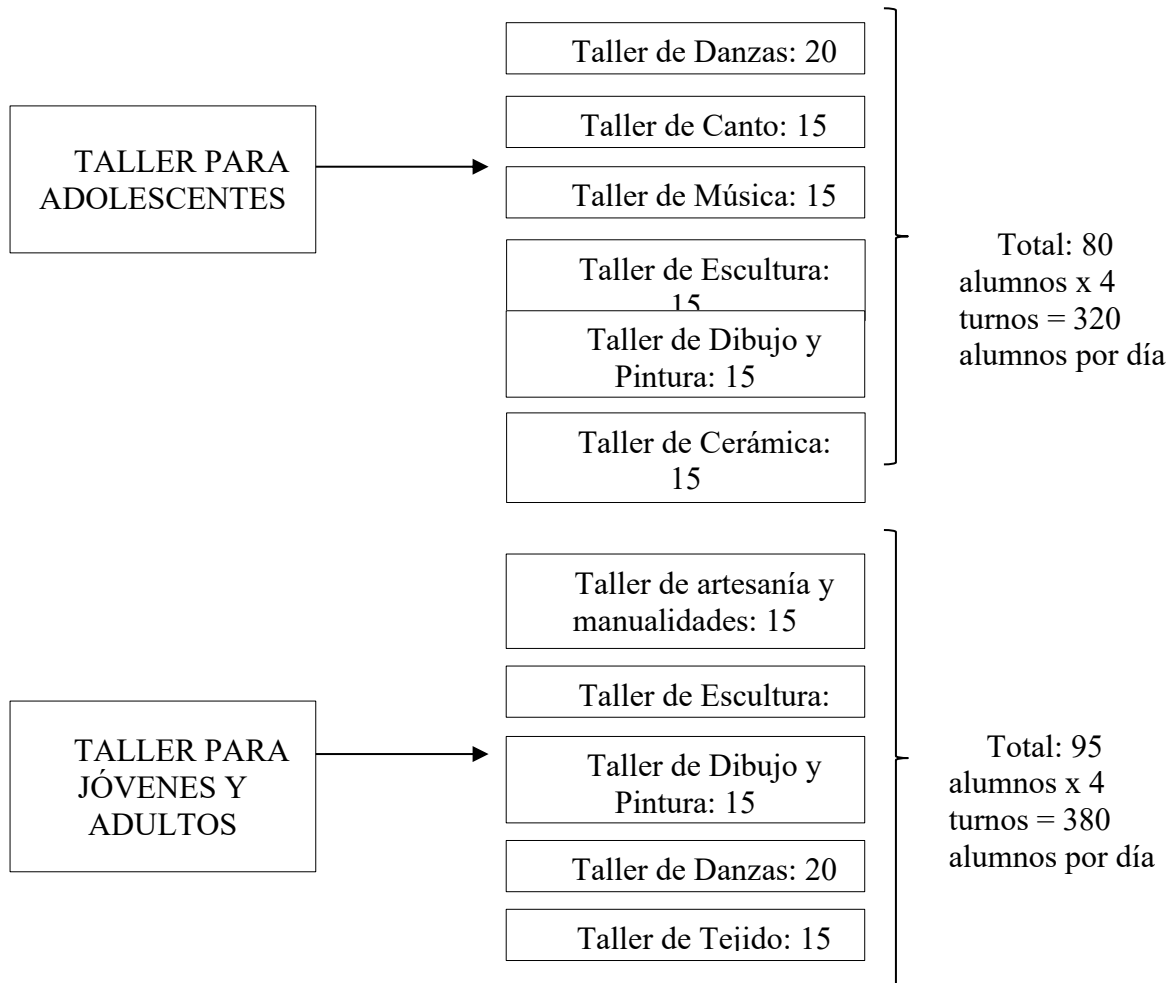 TALLER PARA
ADOLESCENTES
Taller de Danzas: 20
Taller de Canto: 15
Taller de Música: 15
Taller de Escultura:
15
Taller de Dibujo y
Pintura: 15
Taller de Cerámica:
15
Total: 80
alumnos x 4
turnos = 320
alumnos por día
TALLER PARA
JÓVENES Y
ADULTOS
Taller de artesanía y
manualidades: 15
Taller de Escultura:
Taller de Dibujo y
Pintura: 15
Taller de Danzas: 20
Taller de Tejido: 15
Total: 95
alumnos x 4
turnos = 380
alumnos por día